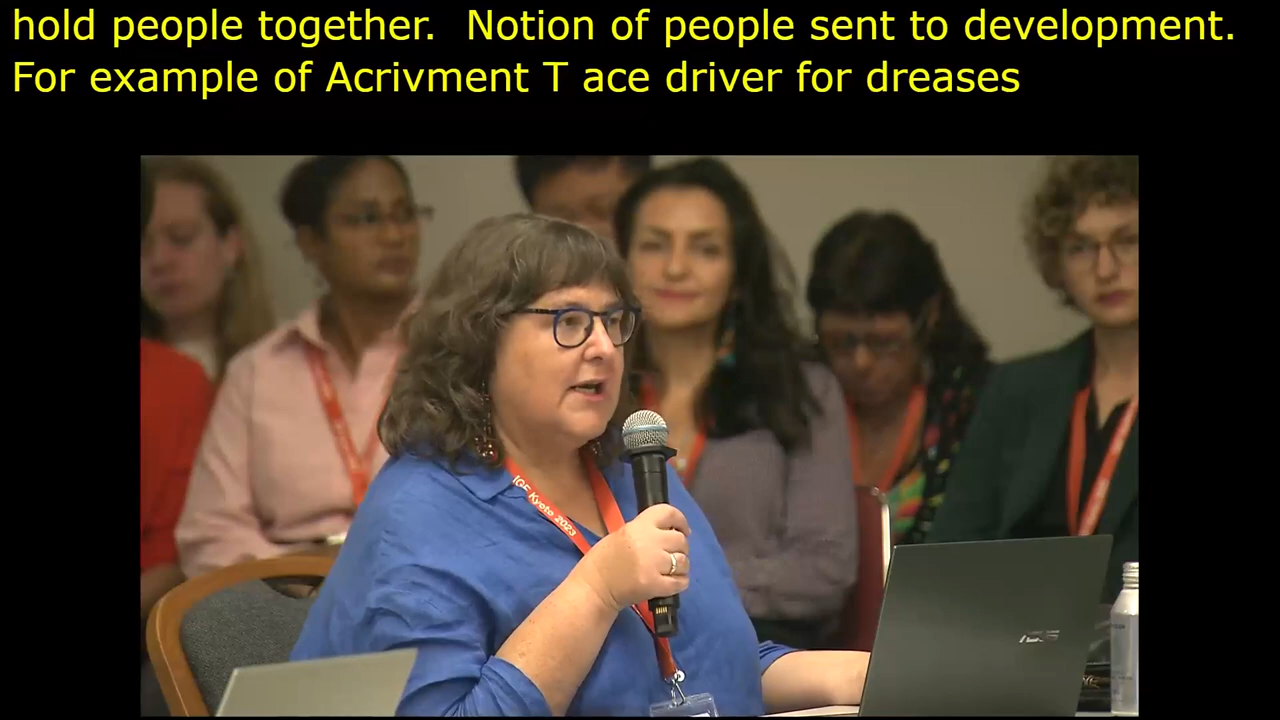 hold people together.  Notion of people sent to development.
For example of Acrivment T ace driver for dreases
IGF Kyoto 2023
ASUS